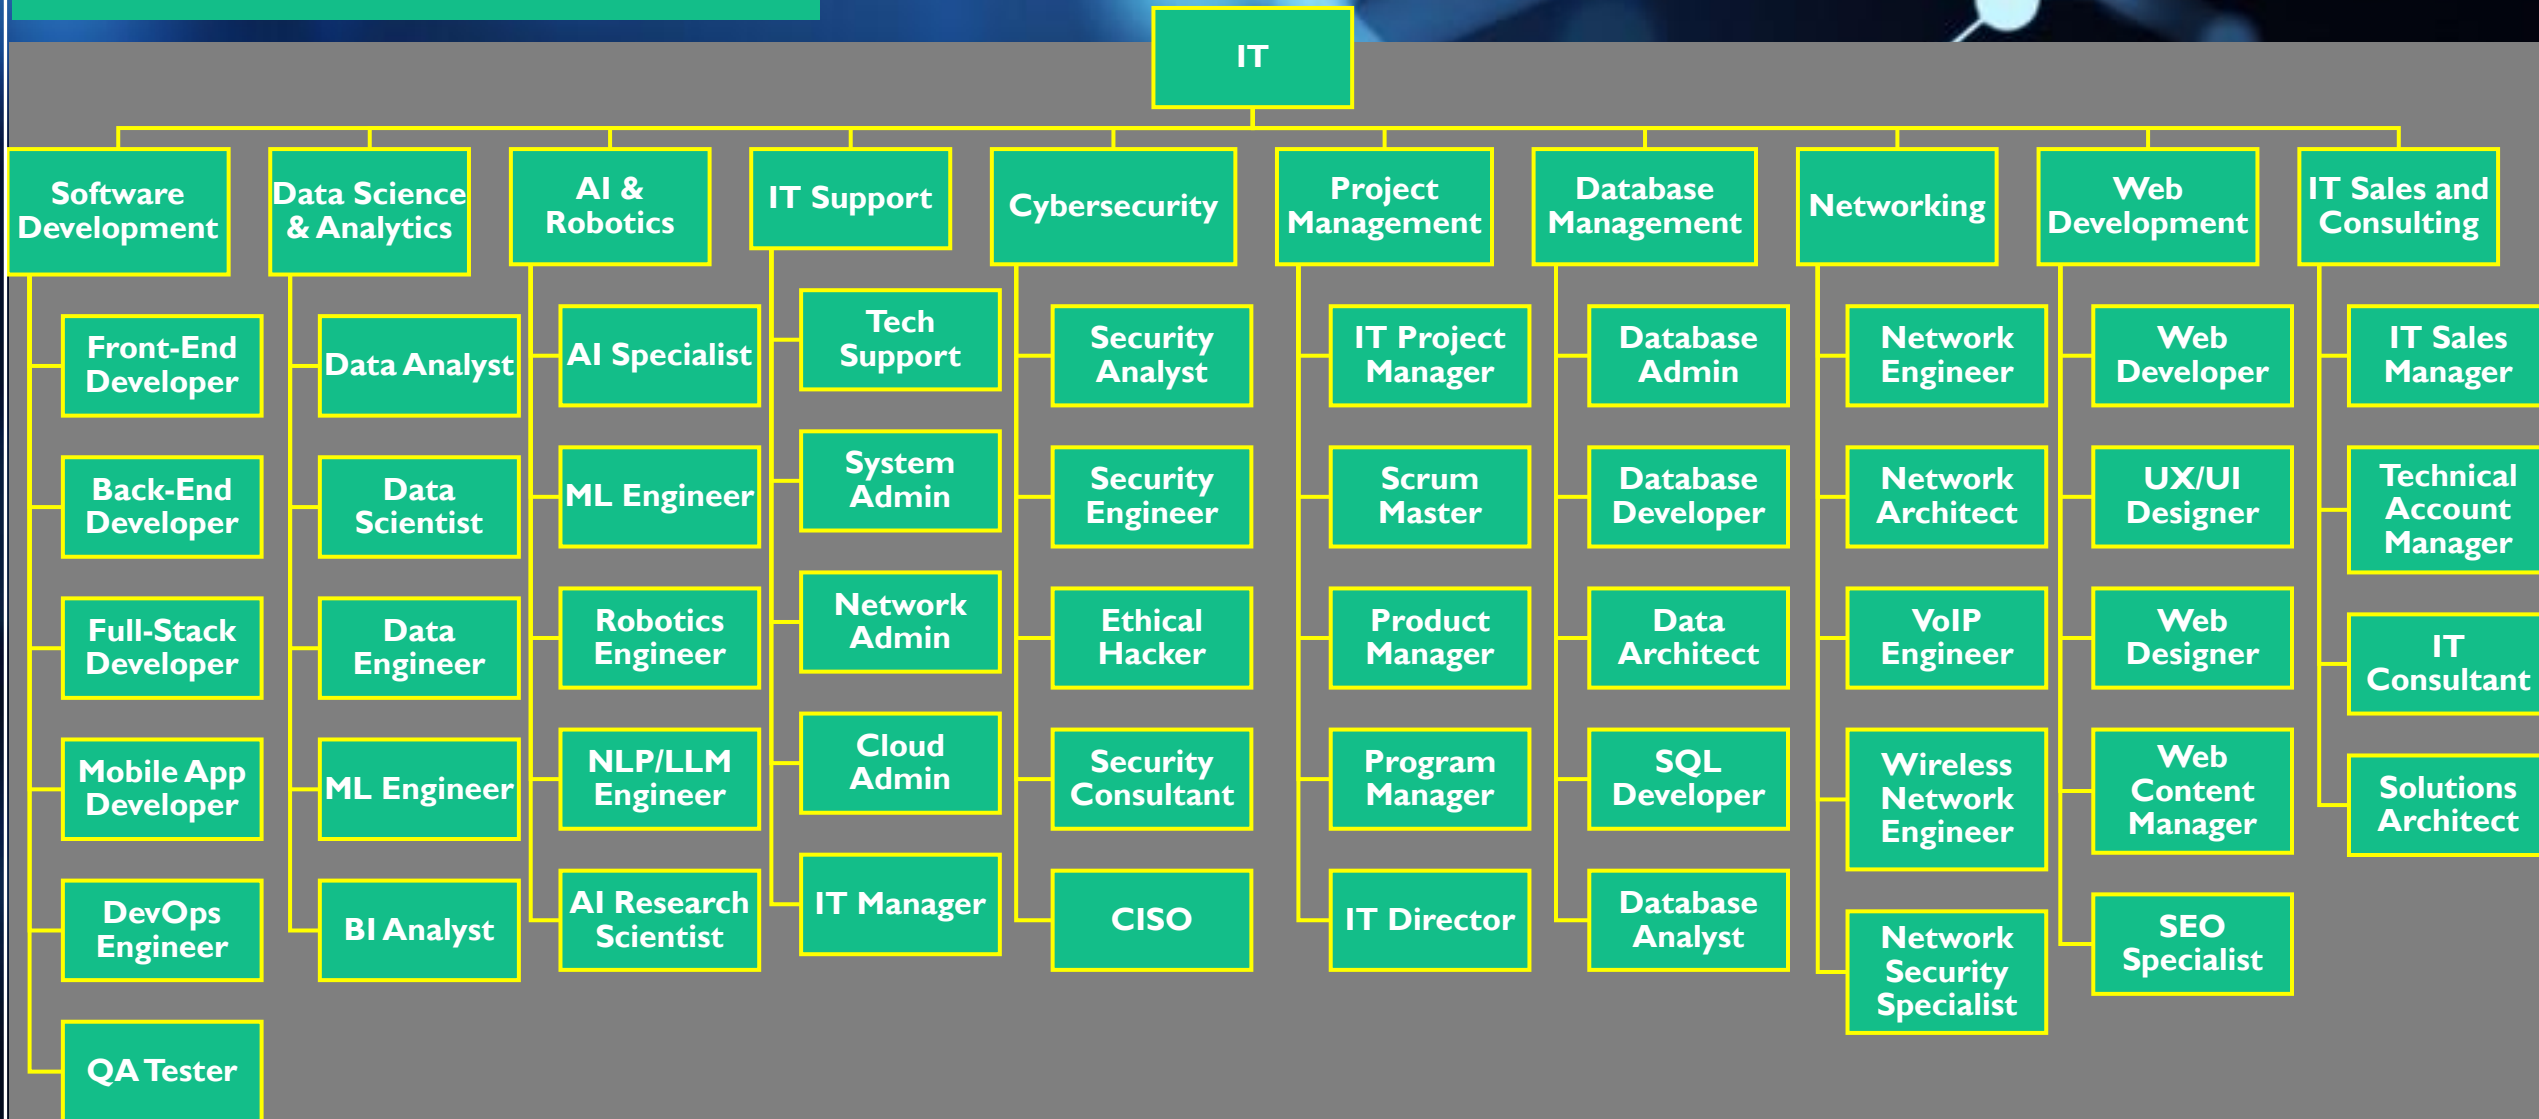 IT
Software
Development
Front-End
Developer
Back-End
Developer
Full-Stack
Developer
Mobile App
Developer
DevOps
Engineer
QA Tester
Data Science
& Analytics
Data Analyst
Data
Scientist
Data
Engineer
ML Engineer
BI Analyst
AI &
Robotics
AI Specialist
ML Engineer
Robotics
Engineer
NLP/LLM
Engineer
AI Research
Scientist
IT Support
Tech
Support
System
Admin
Network
Admin
Cloud
Admin
IT Manager
Cybersecurity
Security
Analyst
Security
Engineer
Ethical
Hacker
Security
Consultant
CISO
Project
Management
IT Project
Manager
Scrum
Master
Product
Manager
Program
Manager
IT Director
Database
Management
Database
Admin
Database
Developer
Data
Architect
SQL
Developer
Database
Analyst
Networking
Network
Engineer
Network
Architect
VoIP
Engineer
Wireless
Network
Engineer
Network
Security
Specialist
Web
Development
Web
Developer
UX/UI
Designer
Web
Designer
Web
Content
Manager
SEO
Specialist
IT Sales and
Consulting
IT Sales
Manager
Technical
Account
Manager
IT
Consultant
Solutions
Architect